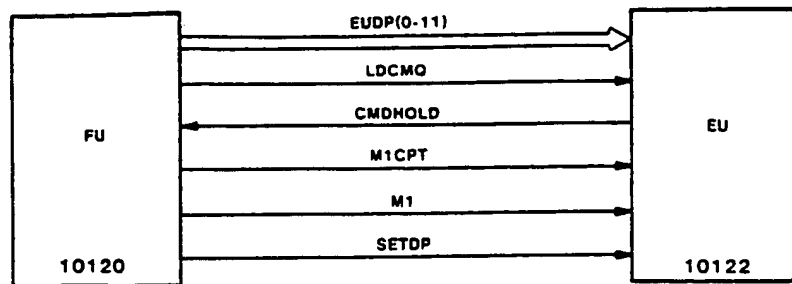 EUDP(0-11)
LDCMQ
CMDHOLD
FU
EU
M1CPT
M1
SETDP
10120
10122